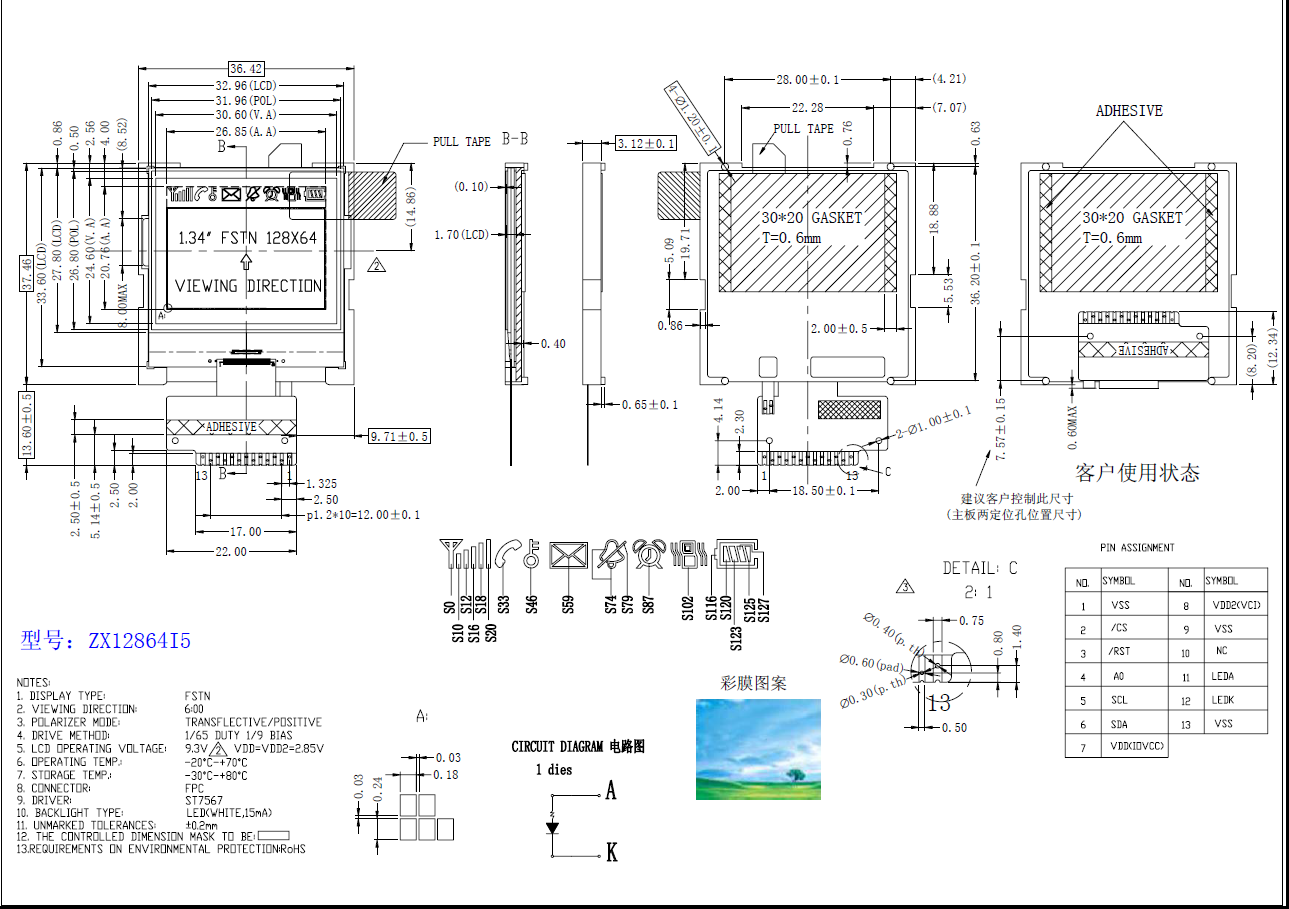 36.42
32.96(LCD)
31.96(POL)
30.60(V.A)
26.85(A.A)
B
0.86
0.50
2.56
4.00
(8.52)
37.46
33.60(LCD)
27.80(LCD)
26.80(POL)
24.60(V.A)
20.76(A.A)
8.00MAX
1.34" FSTN 128X64
VIEWING DIRECTION
A:
PULL TAPE
(14.86)
2
13.60±0.5
ADHESIVE
9.71±0.5
13
B
1
1.325
2.50
p1.2*10=12.00±0.1
17.00
22.00
2.50±0.5
5.14±0.5
2.50
2.00
B-B
(0.10)
1.70(LCD)
0.40
3.12±0.1
0.65±0.1
4-Ø1.20±0.1
28.00±0.1
(4.21)
22.28
(7.07)
PULL TAPE
0.76
0.63
30*20 GASKET
T=0.6mm
5.09
19.71
18.88
5.53
36.20±0.1
0.86
2.00±0.5
4.14
2.30
2-Ø1.00±0.1
1
13
C
2.00
18.50±0.1
ADHESIVE
30*20 GASKET
T=0.6mm
ADHESIVE
(8.20)
(12.34)
7.57±0.15
0.60MAX
客户使用状态
建议客户控制此尺寸
(主板两定位孔位置尺寸)
S0
S10
S12
S16
S18
S20
S33
S46
S59
S74
S79
S87
S102
S116
S120
S123
S125
S127
型号：ZX12864I5
NOTES:
1. DISPLAY TYPE: FSTN
2. VIEWING DIRECTION: 6:00
3. POLARIZER MODE: TRANSFLECTIVE/POSITIVE
4. DRIVE METHOD: 1/65 DUTY 1/9 BIAS
5. LCD OPERATING VOLTAGE: 9.3V 2 VDD=VDD2=2.85V
6. OPERATING TEMP.: -20°C-+70°C
7. STORAGE TEMP.: -30°C-+80°C
8. CONNECTOR: FPC
9. DRIVER: ST7567
10. BACKLIGHT TYPE: LED(WHITE,15mA)
11. UNMARKED TOLERANCES: ±0.2mm
12. THE CONTROLLED DIMENSION MASK TO BE:
13.REQUIREMENTS ON ENVIRONMENTAL PROTECTION:RoHS
A:
0.03
0.18
0.03
0.24
CIRCUIT DIAGRAM 电路图
1 dies
A
K
彩膜图案
3
DETAIL: C
2: 1
Ø0.40(p.th)
Ø0.60(pad)
Ø0.30(p.th)
0.75
0.80
1.40
13
0.50
PIN ASSIGNMENT
NO. SYMBOL NO. SYMBOL
1 VSS 8 VDD2(VCI)
2 /CS 9 VSS
3 /RST 10 NC
4 A0 11 LEDA
5 SCL 12 LEDK
6 SDA 13 VSS
7 VDD(IOVCC)